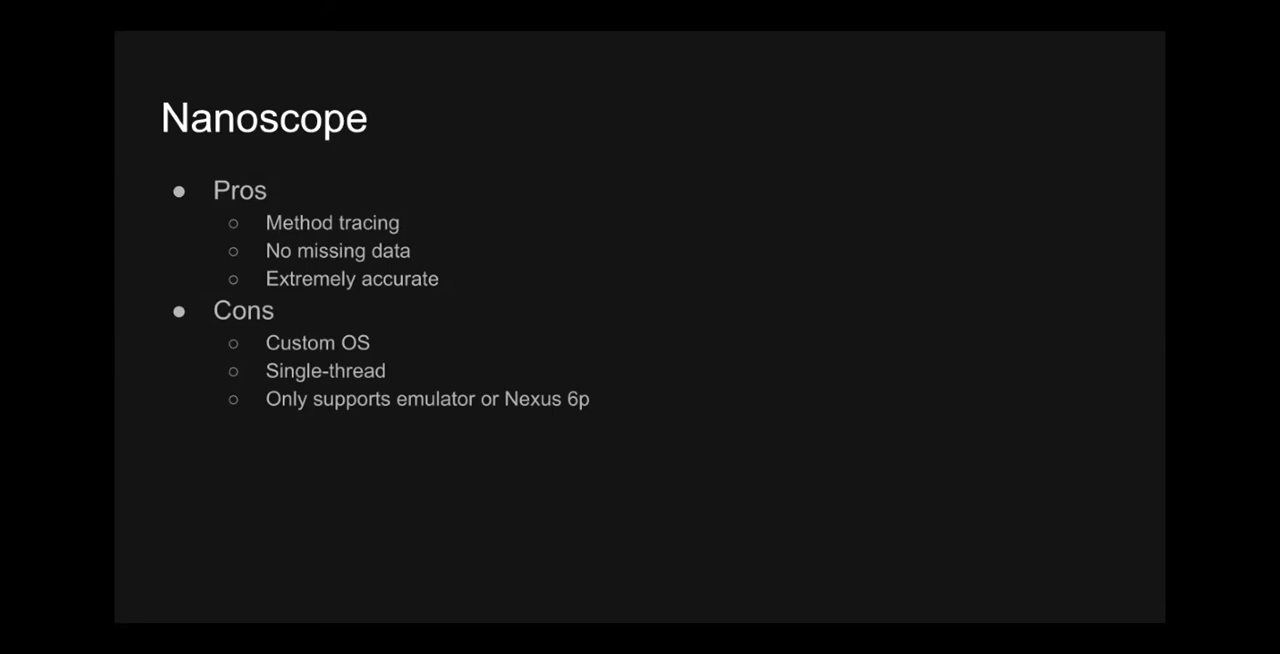 Nanoscope
● Pros
○ Method tracing
○ No missing data
○ Extremely accurate
● Cons
○ Custom OS
○ Single-thread
○ Only supports emulator or Nexus 6p